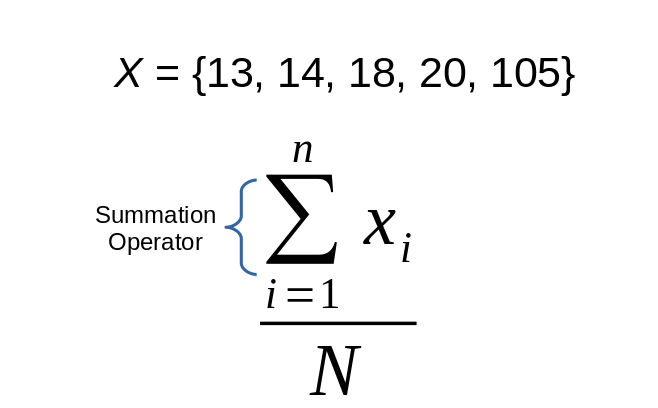 X = {13, 14, 18, 20, 105}
n
Summation
Operator
∑ xᵢ
i=1
N